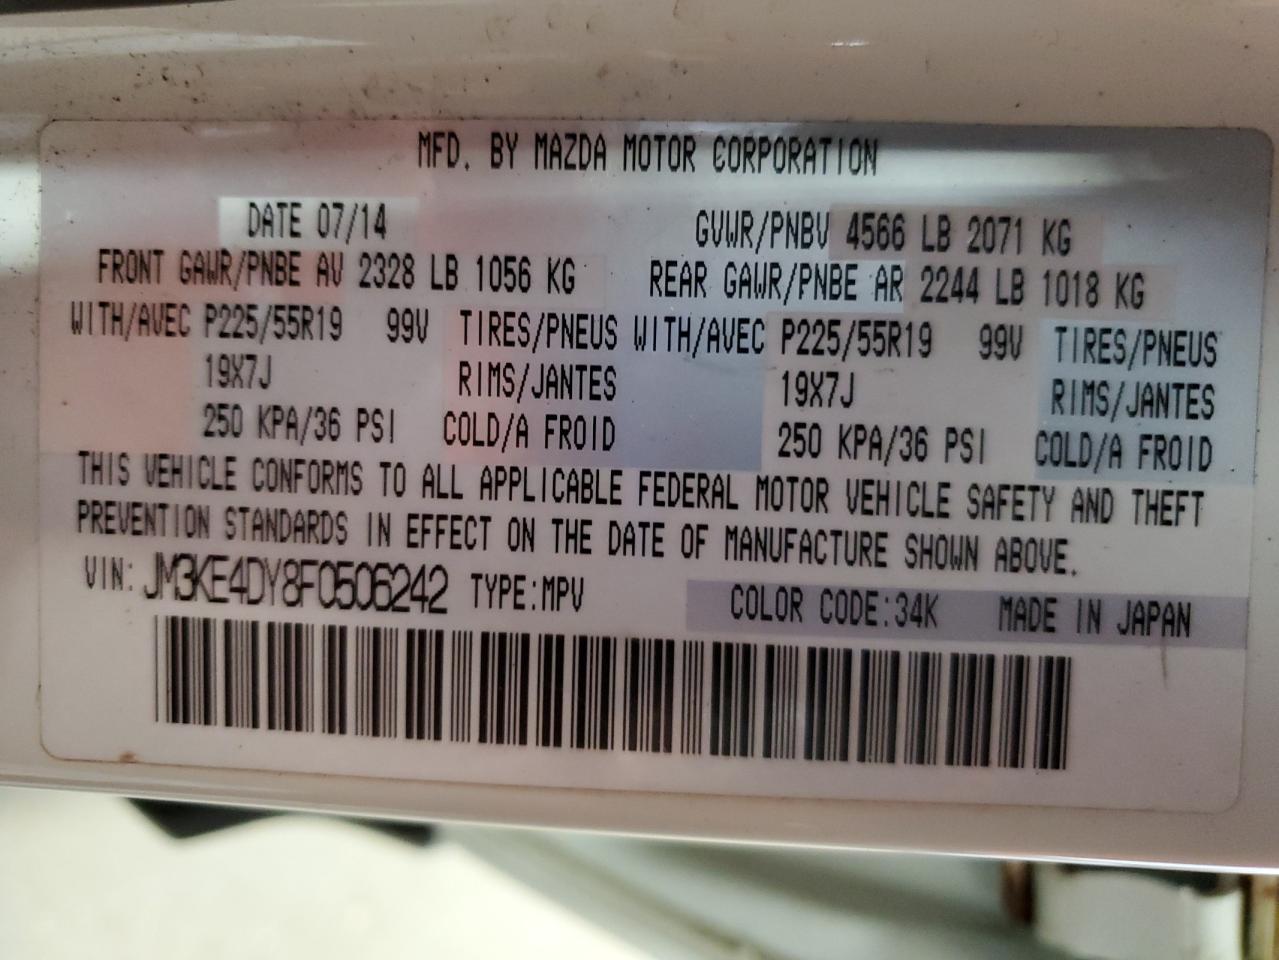 MFD. BY MAZDA MOTOR CORPORATION
DATE 07/14 GVWR/PNBV 4566 LB 2071 KG
FRONT GAWR/PNBE AV 2328 LB 1056 KG REAR GAWR/PNBE AR 2244 LB 1018 KG
WITH/AVEC P225/55R19 99V TIRES/PNEUS WITH/AVEC P225/55R19 99V TIRES/PNEUS
19X7J RIMS/JANTES 19X7J RIMS/JANTES
250 KPA/36 PSI COLD/A FROID 250 KPA/36 PSI COLD/A FROID
THIS VEHICLE CONFORMS TO ALL APPLICABLE FEDERAL MOTOR VEHICLE SAFETY AND THEFT
PREVENTION STANDARDS IN EFFECT ON THE DATE OF MANUFACTURE SHOWN ABOVE.
VIN: JM3KE4DY8F0506242 TYPE:MPV COLOR CODE:34K MADE IN JAPAN